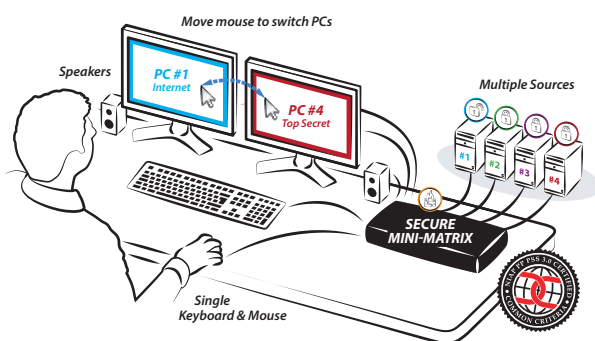 Move mouse to switch PCs
Speakers
PC #1
Internet
PC #4
Top Secret
Multiple Sources
#1
#2
#3
#4
SECURE
MINI-MATRIX
Single
Keyboard & Mouse
NIAP PP PSS 3.0 CERTIFIED
COMMON CRITERIA